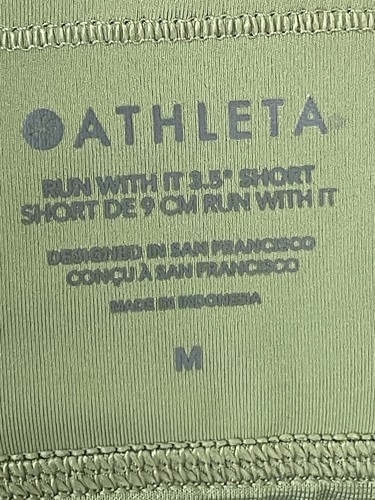 ATHLETA
RUN WITH IT 3.5" SHORT
SHORT DE 9 CM RUN WITH IT
DESIGNED IN SAN FRANCISCO
CONÇU À SAN FRANCISCO
MADE IN INDONESIA
M